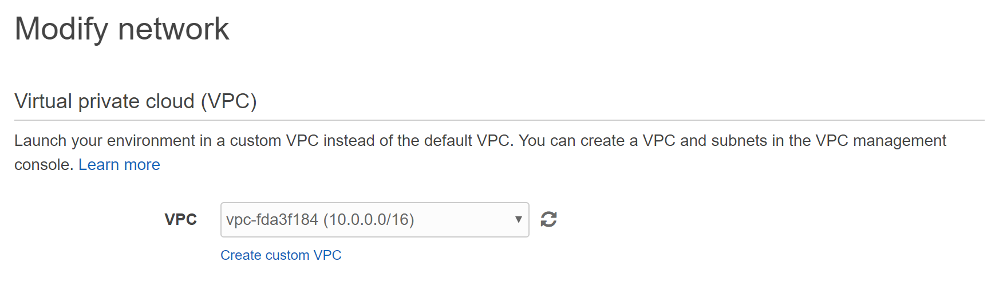 Modify network
Virtual private cloud (VPC)
Launch your environment in a custom VPC instead of the default VPC. You can create a VPC and subnets in the VPC management
console. Learn more
VPC vpc-fda3f184 (10.0.0.0/16)
Create custom VPC